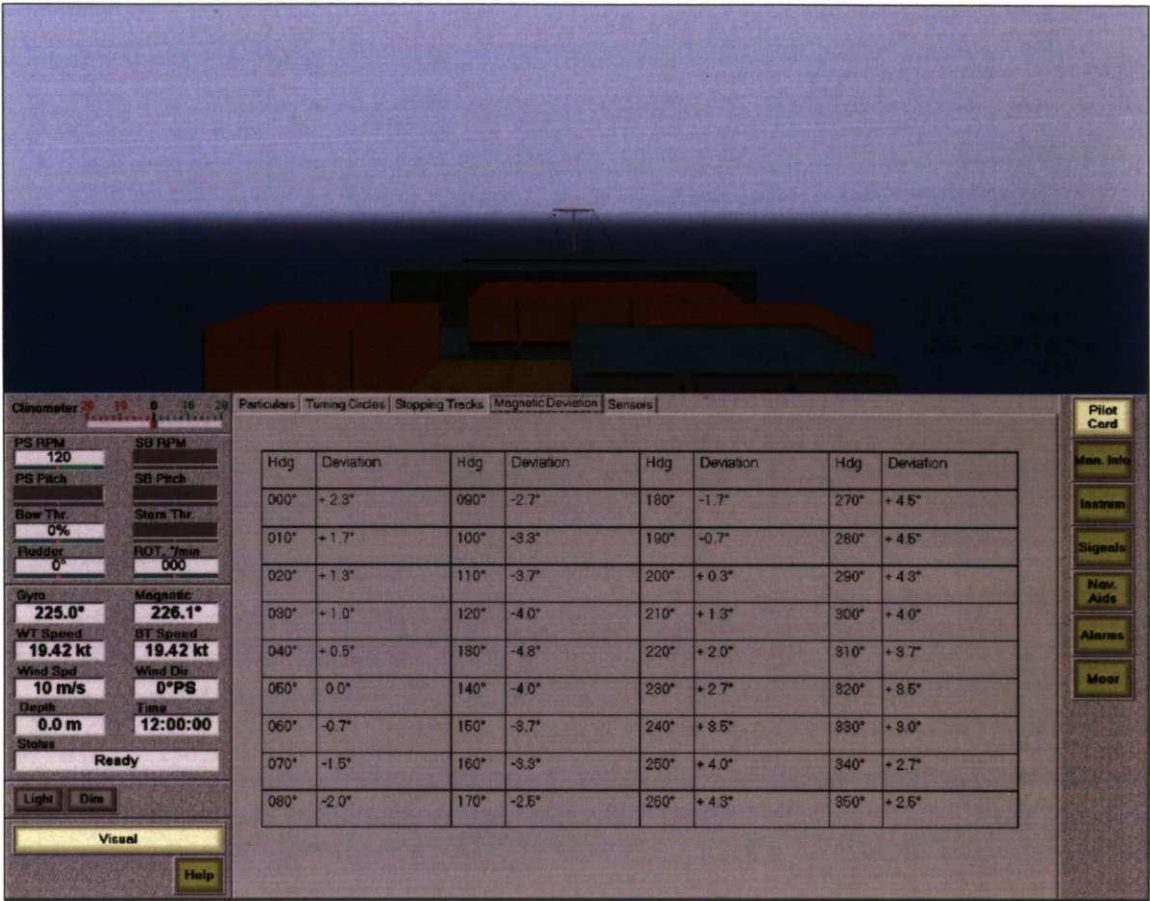 Clinometer 20 10 0 10 20
PS RPM SB RPM
120
PS Pitch SB Pitch
Bow Thr. Stern Thr.
0%
Rudder ROT, °/min
0° 000
Gyro Magnetic
225.0° 226.1°
WT Speed BT Speed
19.42 kt 19.42 kt
Wind Spd Wind Dir
10 m/s 0°PS
Depth Time
0.0 m 12:00:00
Status
Ready
Light Dim
Visual
Help
Particulars Turning Circles Stopping Tracks Magnetic Deviation Sensors
Hdg Deviation Hdg Deviation Hdg Deviation Hdg Deviation
000° + 2.3° 090° -2.7° 180° -1.7° 270° + 4.5°
010° + 1.7° 100° -3.3° 190° -0.7° 280° + 4.5°
020° + 1.3° 110° -3.7° 200° + 0.3° 290° + 4.3°
030° + 1.0° 120° -4.0° 210° + 1.3° 300° + 4.0°
040° + 0.5° 130° -4.8° 220° + 2.0° 310° + 3.7°
050° 0.0° 140° -4.0° 230° + 2.7° 320° + 3.5°
060° -0.7° 150° -3.7° 240° + 3.5° 330° + 3.0°
070° -1.5° 160° -3.3° 250° + 4.0° 340° + 2.7°
080° -2.0° 170° -2.5° 260° + 4.3° 350° + 2.5°
Pilot
Card
Man. Info
Instrum
Signals
Nav.
Aids
Alarms
Moor